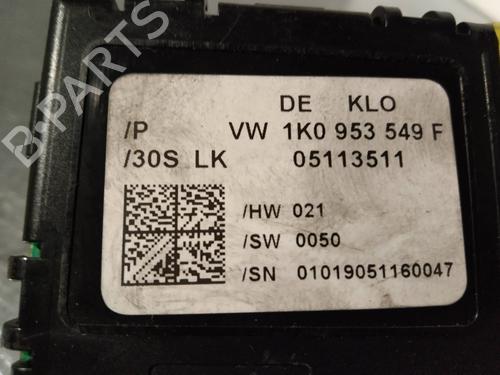 DE KLO
/P VW 1K0 953 549 F
/30S LK 05113511
/HW 021
/SW 0050
/SN 01019051160047
B-PARTS